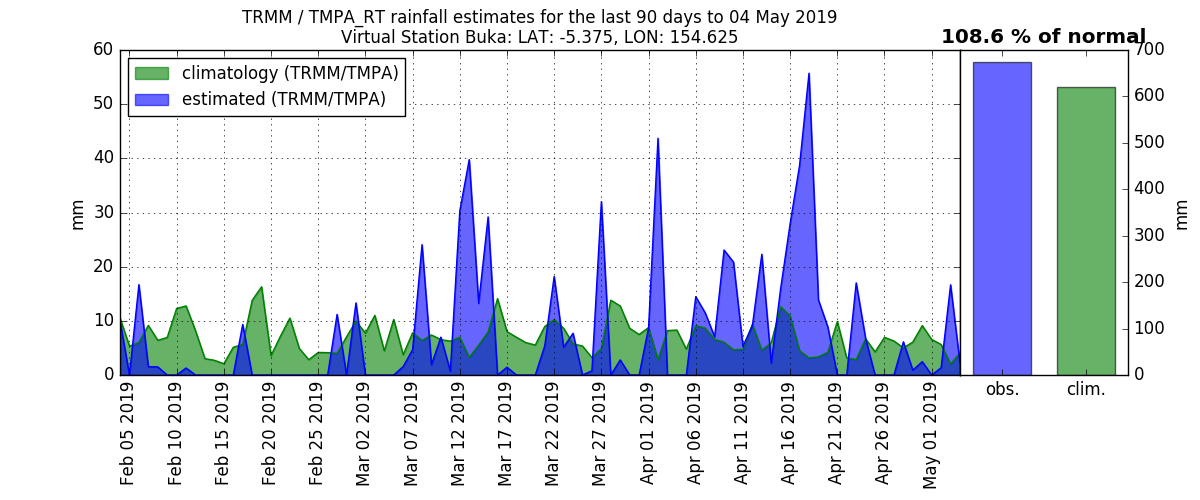 TRMM / TMPA_RT rainfall estimates for the last 90 days to 04 May 2019
Virtual Station Buka: LAT: -5.375, LON: 154.625
108.6 % of normal
climatology (TRMM/TMPA)
estimated (TRMM/TMPA)
60
50
40
30
20
10
0
mm
700
600
500
400
300
200
100
0
mm
Feb 05 2019
Feb 10 2019
Feb 15 2019
Feb 20 2019
Feb 25 2019
Mar 02 2019
Mar 07 2019
Mar 12 2019
Mar 17 2019
Mar 22 2019
Mar 27 2019
Apr 01 2019
Apr 06 2019
Apr 11 2019
Apr 16 2019
Apr 21 2019
Apr 26 2019
May 01 2019
obs.
clim.